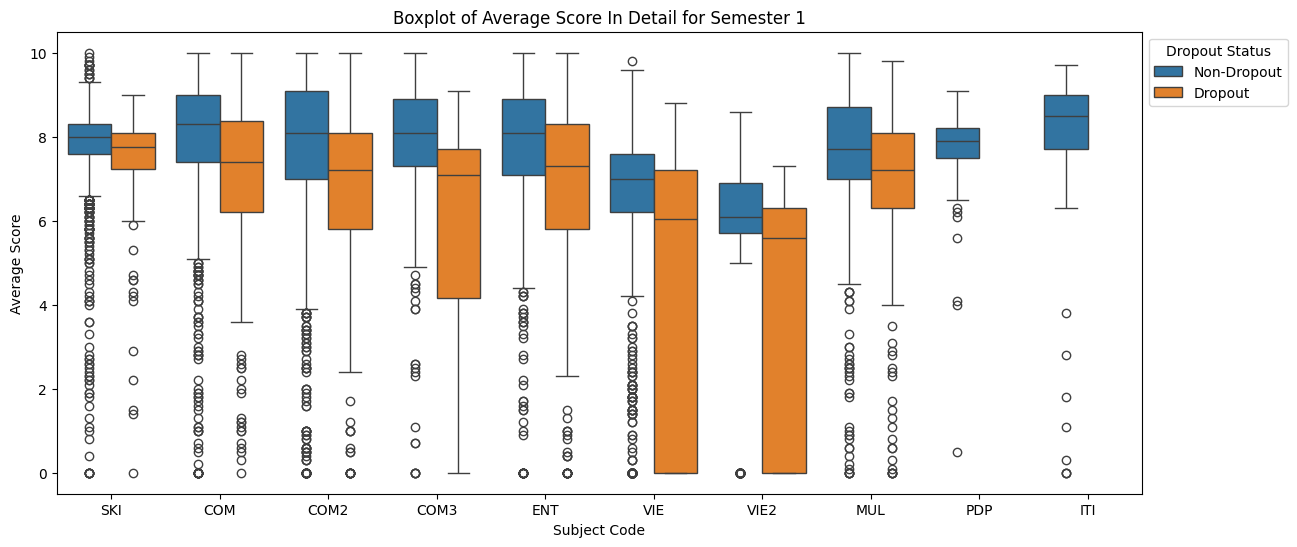 Boxplot of Average Score In Detail for Semester 1
Dropout Status
Non-Dropout
Dropout
Average Score
10
8
6
4
2
0
SKI
COM
COM2
COM3
ENT
VIE
VIE2
MUL
PDP
ITI
Subject Code